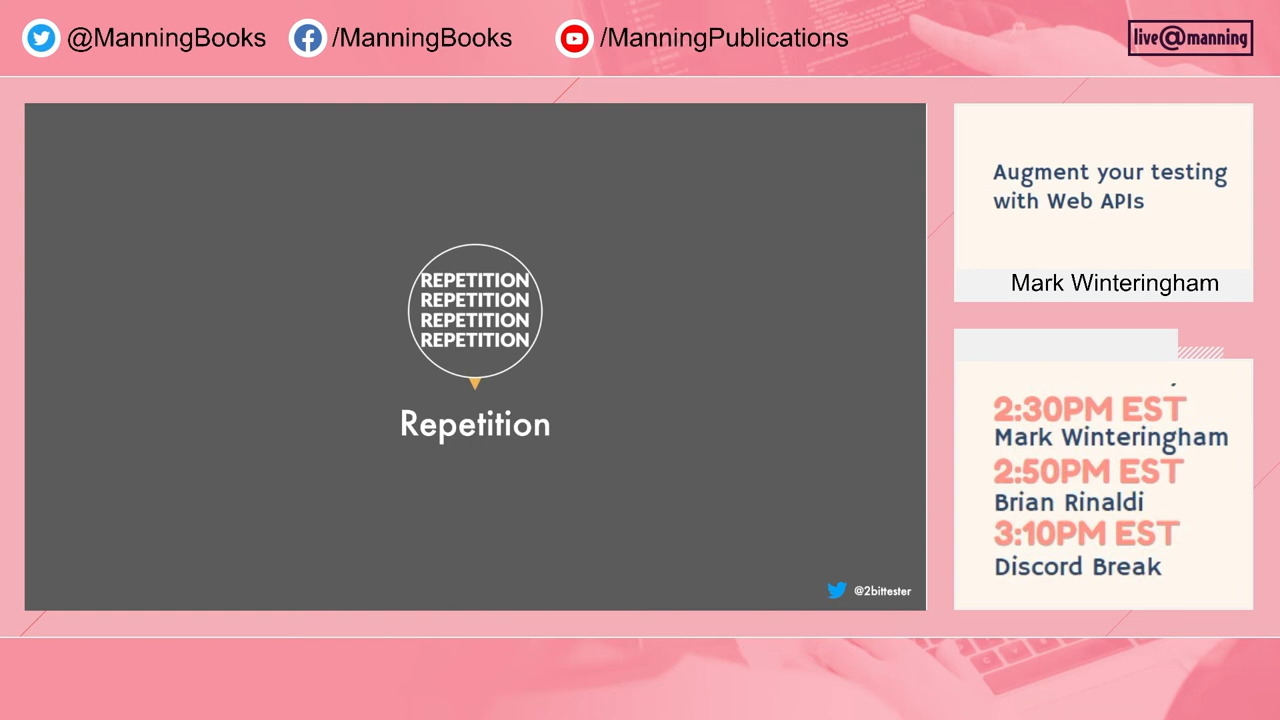 @ManningBooks
/ManningBooks
/ManningPublications
live@manning
REPETITION
REPETITION
REPETITION
REPETITION
Repetition
@2bittester
Augment your testing
with Web APIs
Mark Winteringham
2:30PM EST
Mark Winteringham
2:50PM EST
Brian Rinaldi
3:10PM EST
Discord Break